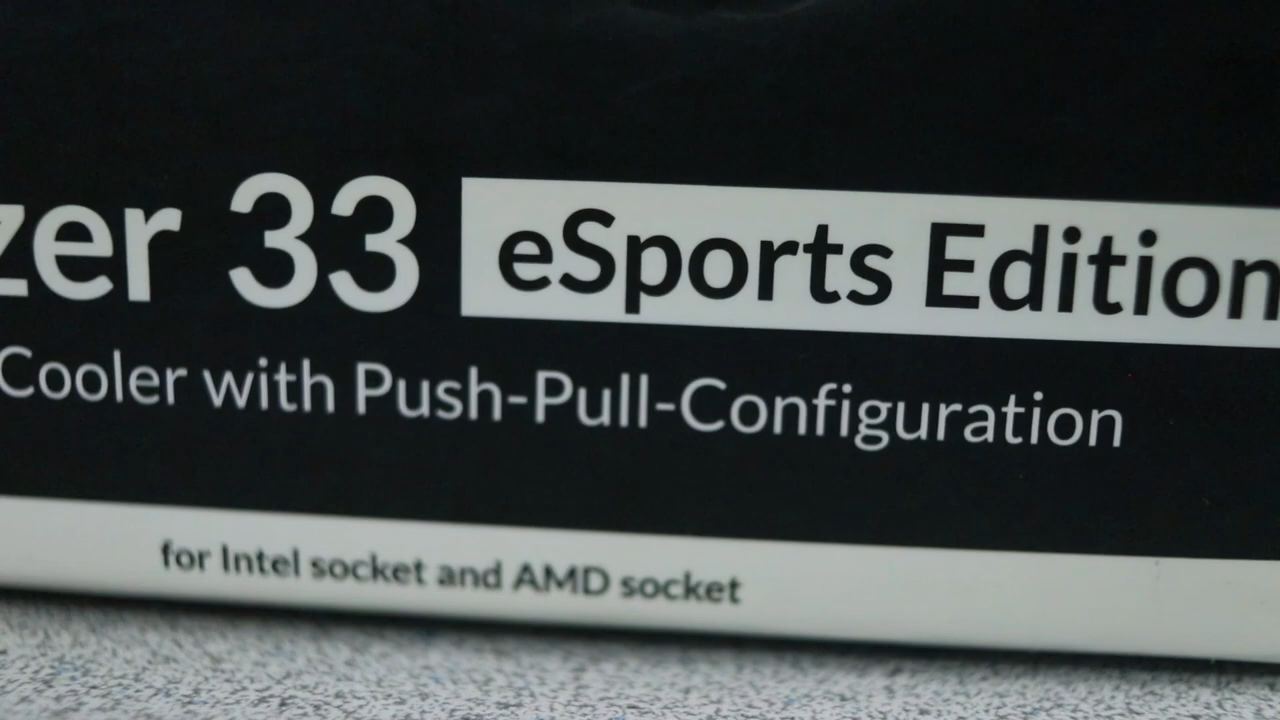 zer 33 eSports Edition
Cooler with Push-Pull-Configuration
for Intel socket and AMD socket